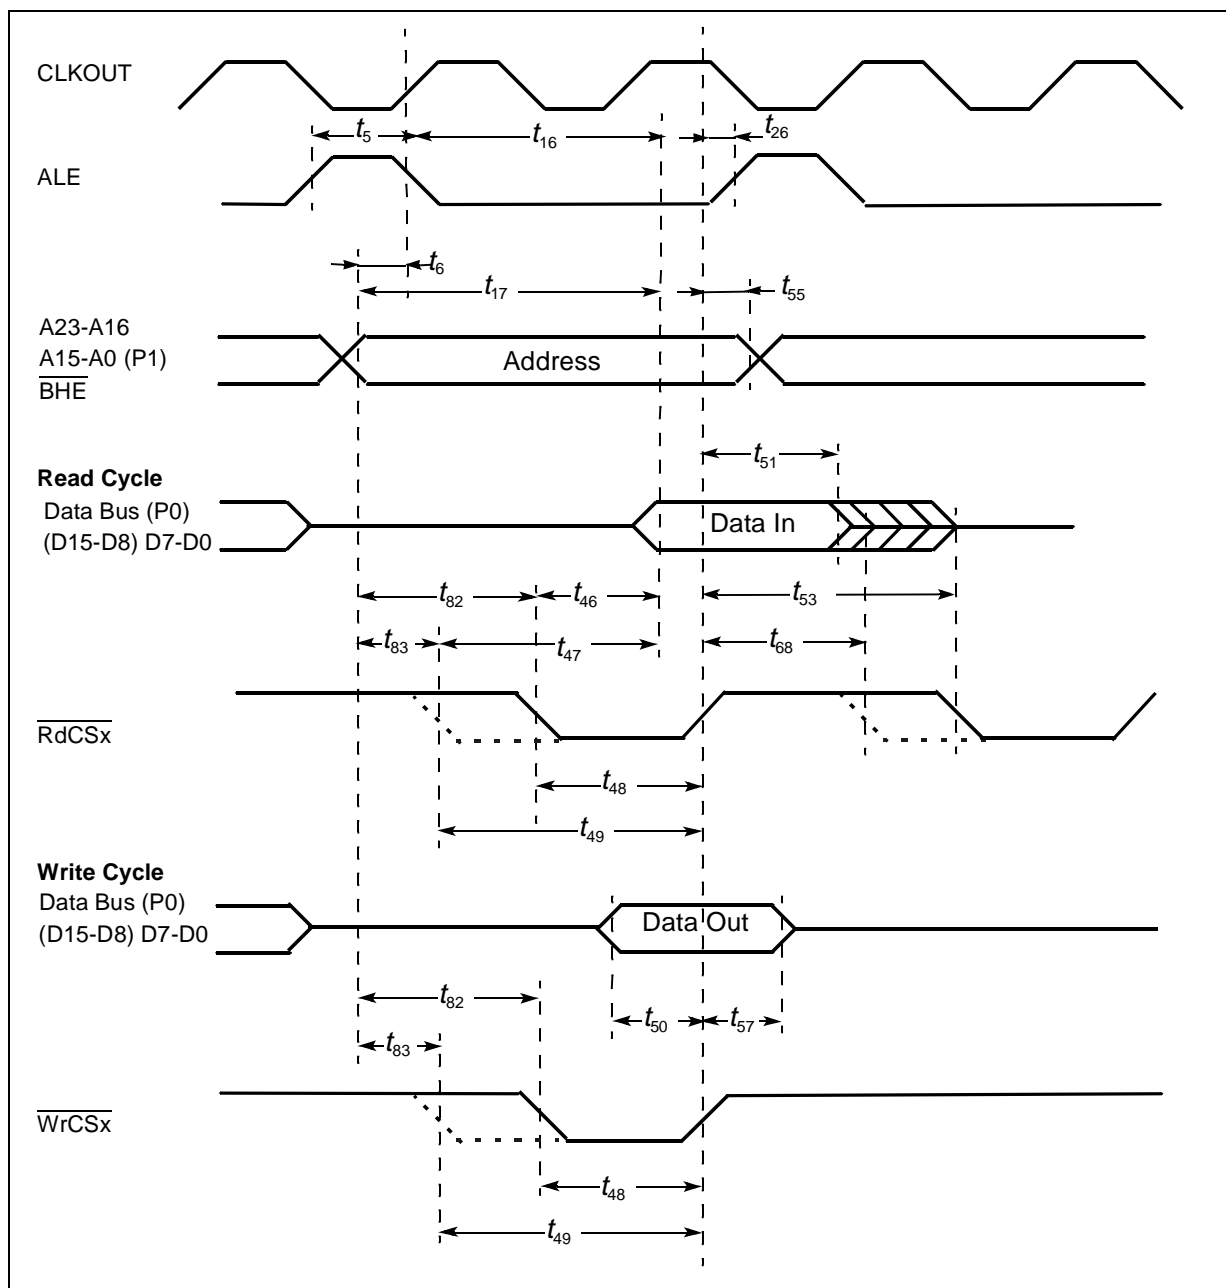 CLKOUT
t5
t16
t26
ALE
t6
t17
t55
A23-A16
A15-A0 (P1)
BHE
Address
t51
Read Cycle
Data Bus (P0)
(D15-D8) D7-D0
Data In
t82
t46
t53
t83
t47
t68
RdCSx
t48
t49
Write Cycle
Data Bus (P0)
(D15-D8) D7-D0
Data Out
t82
t50
t57
t83
WrCSx
t48
t49